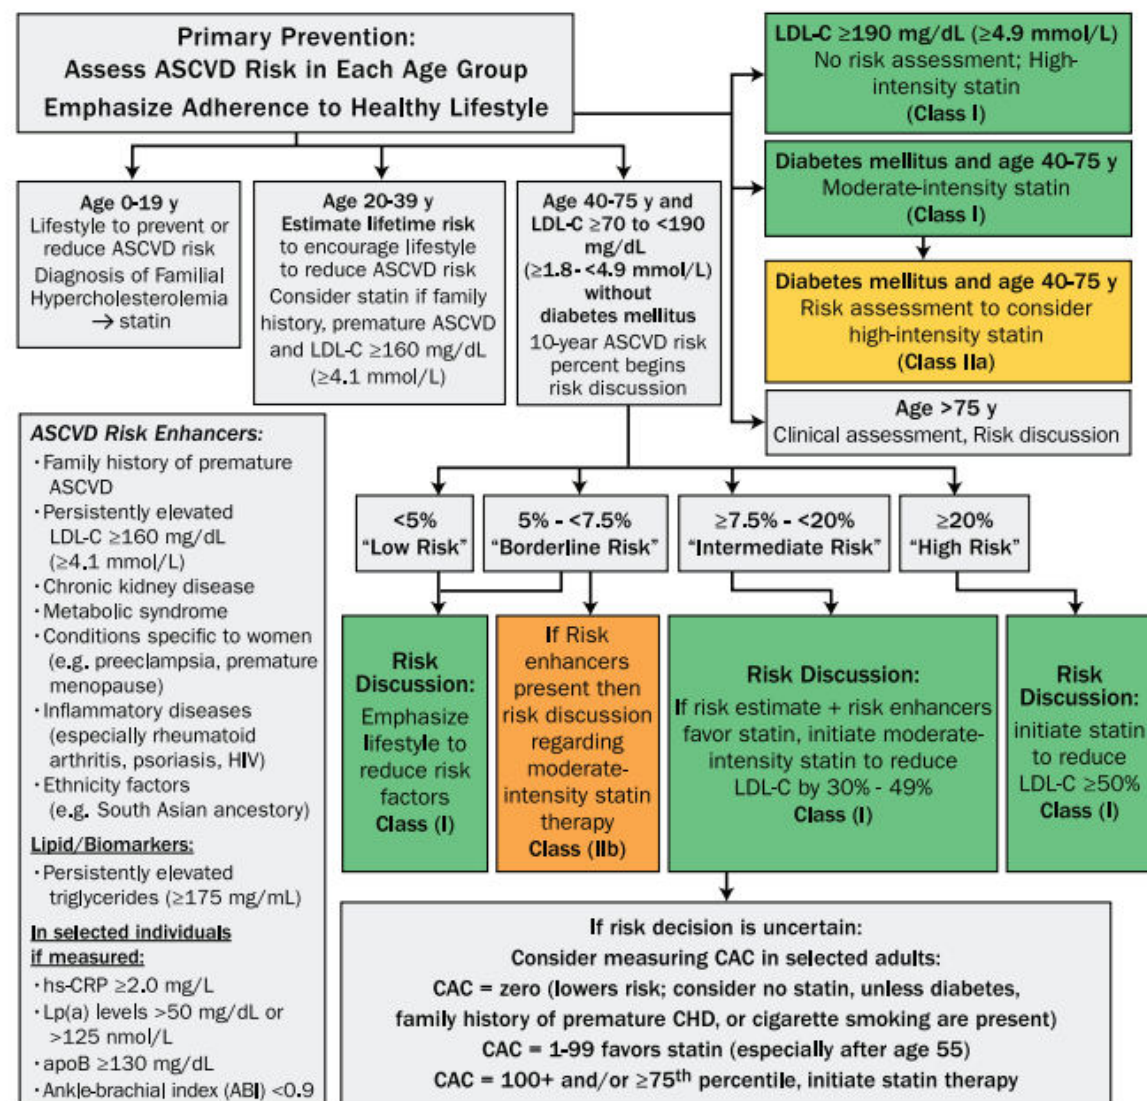 Primary Prevention:
Assess ASCVD Risk in Each Age Group
Emphasize Adherence to Healthy Lifestyle
LDL-C ≥190 mg/dL (≥4.9 mmol/L)
No risk assessment; High-
intensity statin
(Class I)
Diabetes mellitus and age 40-75 y
Moderate-intensity statin
(Class I)
Diabetes mellitus and age 40-75 y
Risk assessment to consider
high-intensity statin
(Class IIa)
Age >75 y
Clinical assessment, Risk discussion
Age 0-19 y
Lifestyle to prevent or
reduce ASCVD risk
Diagnosis of Familial
Hypercholesterolemia
→ statin
Age 20-39 y
Estimate lifetime risk
to encourage lifestyle
to reduce ASCVD risk
Consider statin if family
history, premature ASCVD
and LDL-C ≥160 mg/dL
(≥4.1 mmol/L)
Age 40-75 y and
LDL-C ≥70 to <190
mg/dL
(≥1.8-<4.9 mmol/L)
without
diabetes mellitus
10-year ASCVD risk
percent begins
risk discussion
ASCVD Risk Enhancers:
·Family history of premature
ASCVD
·Persistently elevated
LDL-C ≥160 mg/dL
(≥4.1 mmol/L)
·Chronic kidney disease
·Metabolic syndrome
·Conditions specific to women
(e.g. preeclampsia, premature
menopause)
·Inflammatory diseases
(especially rheumatoid
arthritis, psoriasis, HIV)
·Ethnicity factors
(e.g. South Asian ancestory)
Lipid/Biomarkers:
·Persistently elevated
triglycerides (≥175 mg/mL)
In selected individuals
if measured:
·hs-CRP ≥2.0 mg/L
·Lp(a) levels >50 mg/dL or
>125 nmol/L
·apoB ≥130 mg/dL
·Ankle-brachial index (ABI) <0.9
<5%
"Low Risk"
5% - <7.5%
"Borderline Risk"
≥7.5% - <20%
"Intermediate Risk"
≥20%
"High Risk"
Risk
Discussion:
Emphasize
lifestyle to
reduce risk
factors
Class (I)
If Risk
enhancers
present then
risk discussion
regarding
moderate-
intensity statin
therapy
Class (IIb)
Risk Discussion:
If risk estimate + risk enhancers
favor statin, initiate moderate-
intensity statin to reduce
LDL-C by 30% - 49%
Class (I)
Risk
Discussion:
initiate statin
to reduce
LDL-C ≥50%
Class (I)
If risk decision is uncertain:
Consider measuring CAC in selected adults:
CAC = zero (lowers risk; consider no statin, unless diabetes,
family history of premature CHD, or cigarette smoking are present)
CAC = 1-99 favors statin (especially after age 55)
CAC = 100+ and/or ≥75th percentile, initiate statin therapy